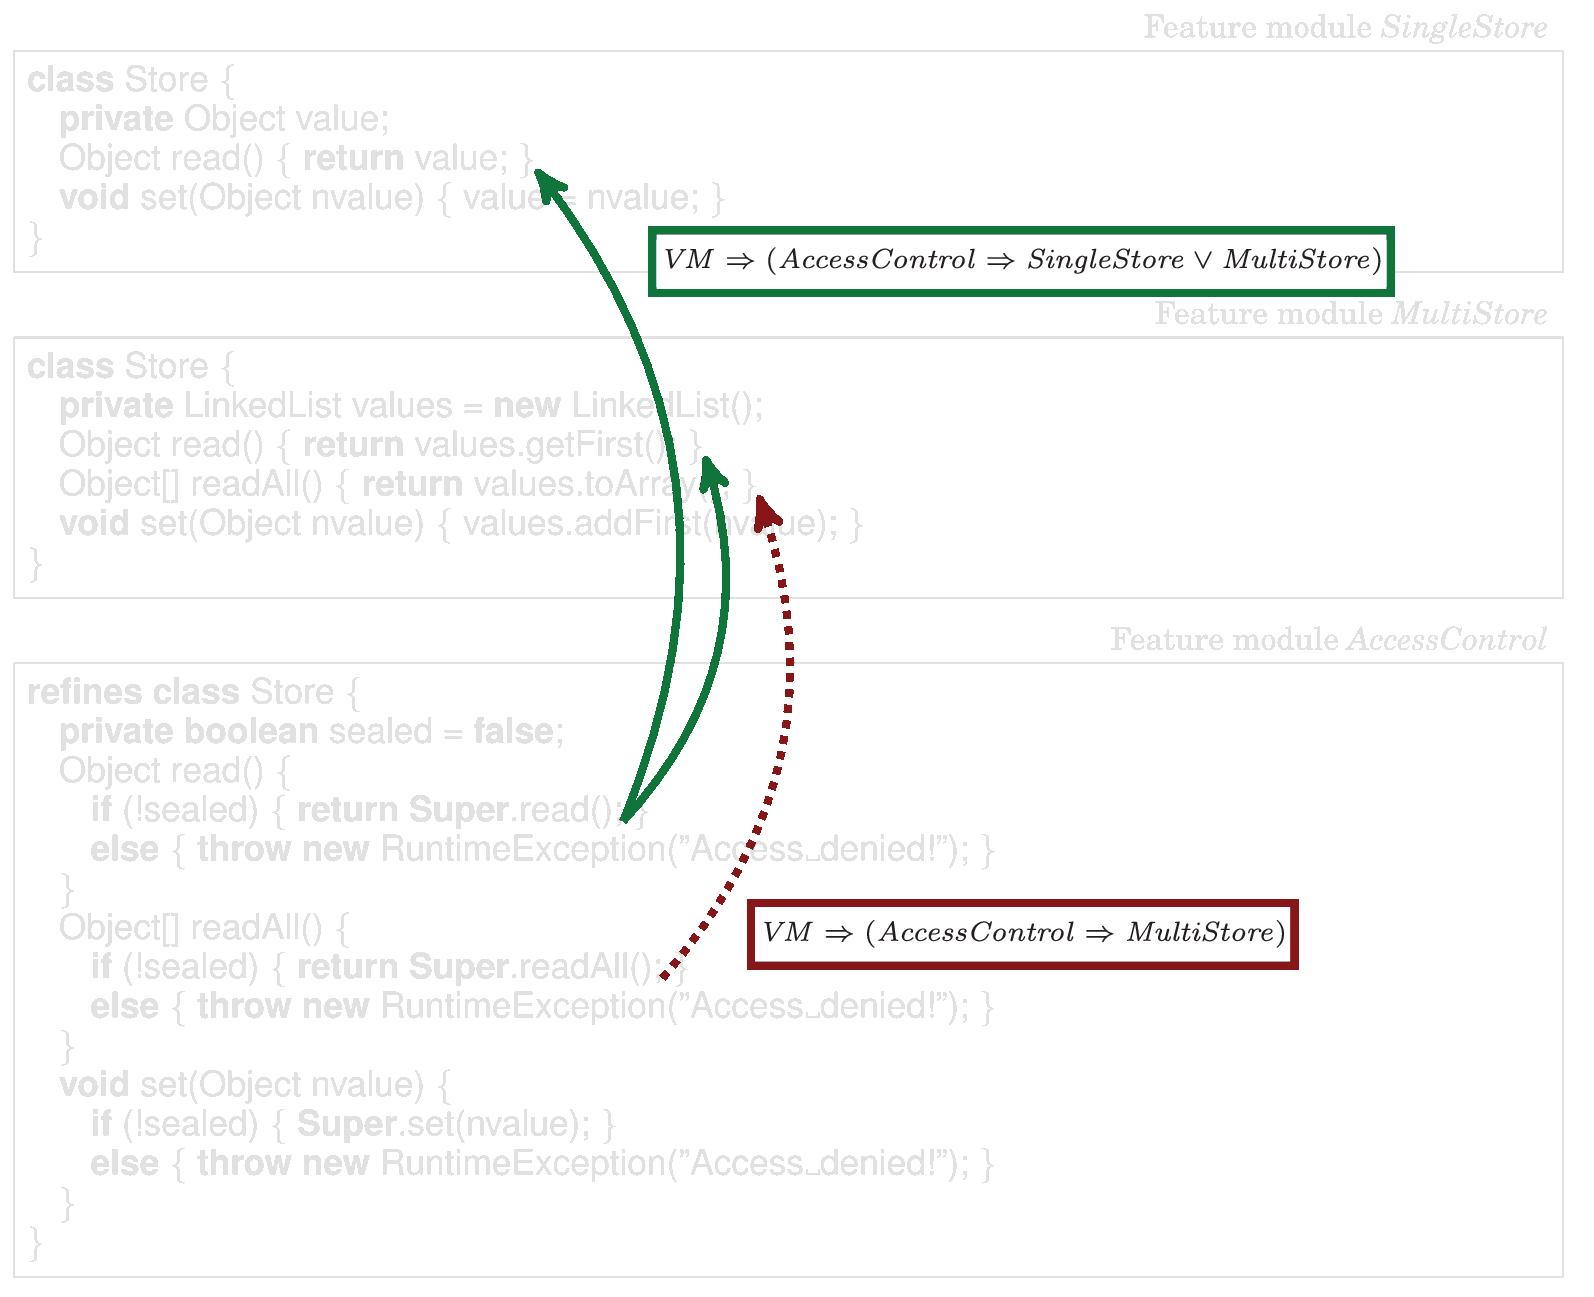 Feature module SingleStore
class Store {
private Object value;
Object read() { return value; }
void set(Object nvalue) { value = nvalue; }
}
VM ⇒ (AccessControl ⇒ SingleStore ∨ MultiStore)
Feature module MultiStore
class Store {
private LinkedList values = new LinkedList();
Object read() { return values.getFirst(); }
Object[] readAll() { return values.toArray(); }
void set(Object nvalue) { values.addFirst(nvalue); }
}
Feature module AccessControl
refines class Store {
private boolean sealed = false;
Object read() {
if (!sealed) { return Super.read(); }
else { throw new RuntimeException("Access␣denied!"); }
}
Object[] readAll() {
if (!sealed) { return Super.readAll(); }
else { throw new RuntimeException("Access␣denied!"); }
}
VM ⇒ (AccessControl ⇒ MultiStore)
void set(Object nvalue) {
if (!sealed) { Super.set(nvalue); }
else { throw new RuntimeException("Access␣denied!"); }
}
}